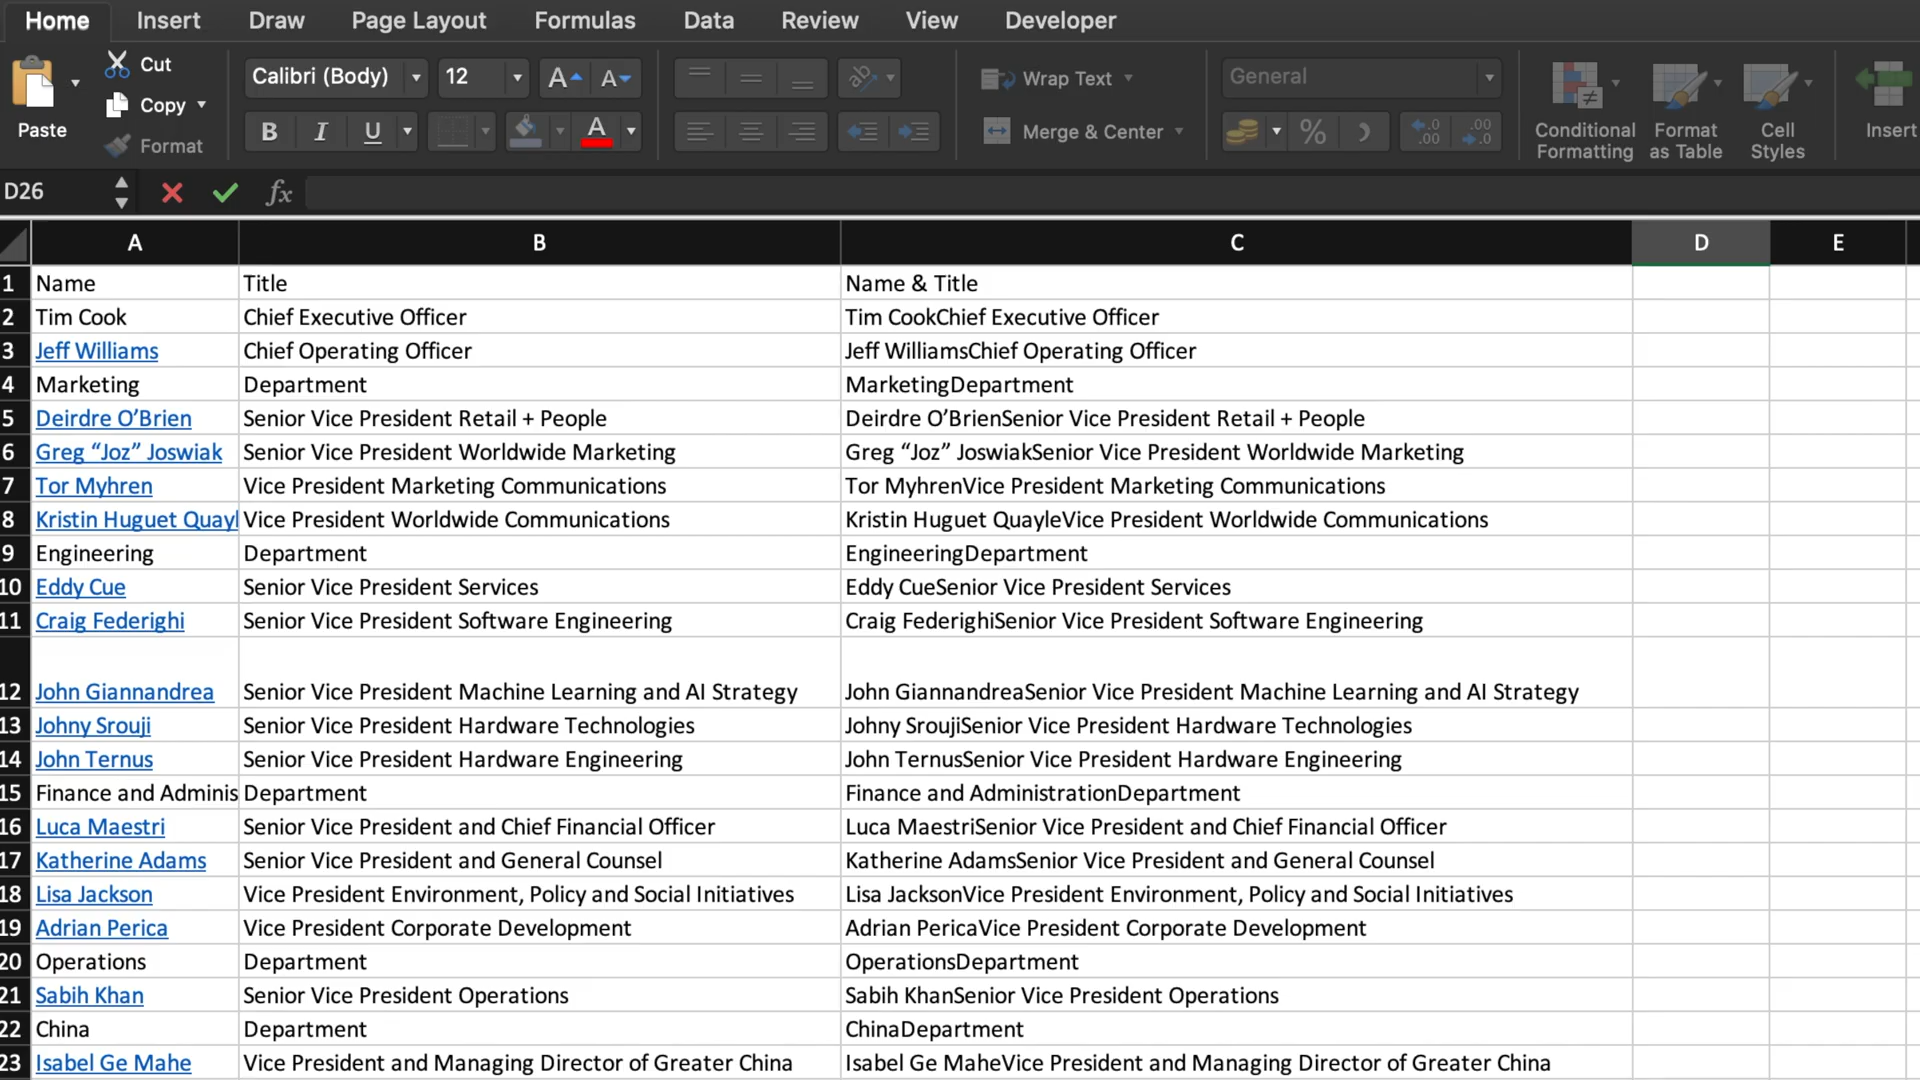 Home Insert Draw Page Layout Formulas Data Review View Developer
Paste
Cut
Copy
Format
Calibri (Body) 12 A A
B I U A
ab
Wrap Text
Merge & Center
General
% .0 .00 .00 .0
Conditional Formatting
Format as Table
Cell Styles
Insert
D26 fx
A B C D E
1 Name Title Name & Title
2 Tim Cook Chief Executive Officer Tim CookChief Executive Officer
3 Jeff Williams Chief Operating Officer Jeff WilliamsChief Operating Officer
4 Marketing Department MarketingDepartment
5 Deirdre O’Brien Senior Vice President Retail + People Deirdre O’BrienSenior Vice President Retail + People
6 Greg “Joz” Joswiak Senior Vice President Worldwide Marketing Greg “Joz” JoswiakSenior Vice President Worldwide Marketing
7 Tor Myhren Vice President Marketing Communications Tor MyhrenVice President Marketing Communications
8 Kristin Huguet Quayl Vice President Worldwide Communications Kristin Huguet QuayleVice President Worldwide Communications
9 Engineering Department EngineeringDepartment
10 Eddy Cue Senior Vice President Services Eddy CueSenior Vice President Services
11 Craig Federighi Senior Vice President Software Engineering Craig FederighiSenior Vice President Software Engineering
12 John Giannandrea Senior Vice President Machine Learning and AI Strategy John GiannandreaSenior Vice President Machine Learning and AI Strategy
13 Johny Srouji Senior Vice President Hardware Technologies Johny SroujiSenior Vice President Hardware Technologies
14 John Ternus Senior Vice President Hardware Engineering John TernusSenior Vice President Hardware Engineering
15 Finance and Adminis Department Finance and AdministrationDepartment
16 Luca Maestri Senior Vice President and Chief Financial Officer Luca MaestriSenior Vice President and Chief Financial Officer
17 Katherine Adams Senior Vice President and General Counsel Katherine AdamsSenior Vice President and General Counsel
18 Lisa Jackson Vice President Environment, Policy and Social Initiatives Lisa JacksonVice President Environment, Policy and Social Initiatives
19 Adrian Perica Vice President Corporate Development Adrian PericaVice President Corporate Development
20 Operations Department OperationsDepartment
21 Sabih Khan Senior Vice President Operations Sabih KhanSenior Vice President Operations
22 China Department ChinaDepartment
23 Isabel Ge Mahe Vice President and Managing Director of Greater China Isabel Ge MaheVice President and Managing Director of Greater China